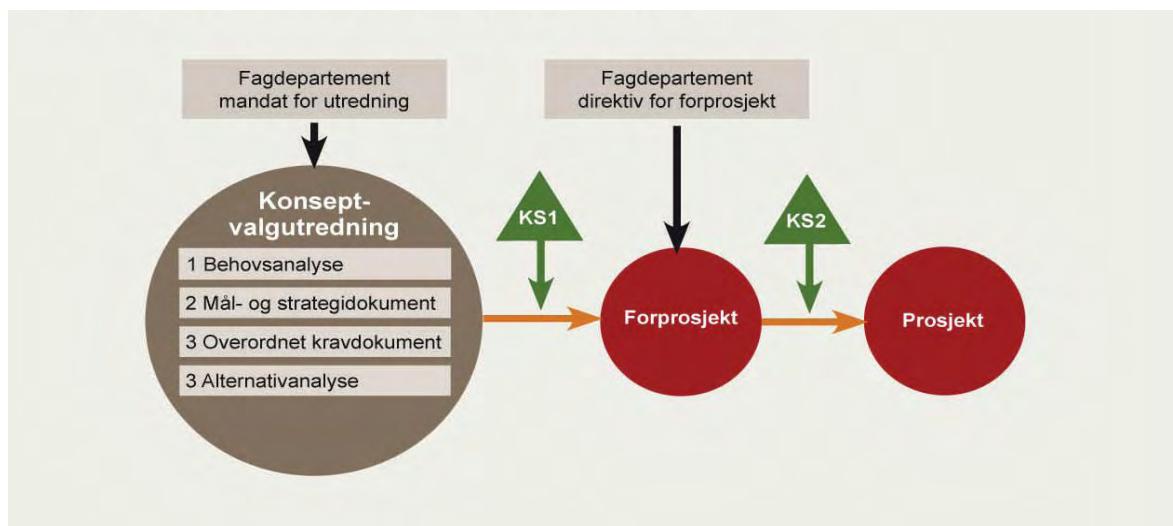 Fagdepartement
mandat for utredning
Fagdepartement
direktiv for forprosjekt
Konsept-
valgutredning
1 Behovsanalyse
2 Mål- og strategidokument
3 Overordnet kravdokument
3 Alternativanalyse
KS1
Forprosjekt
KS2
Prosjekt